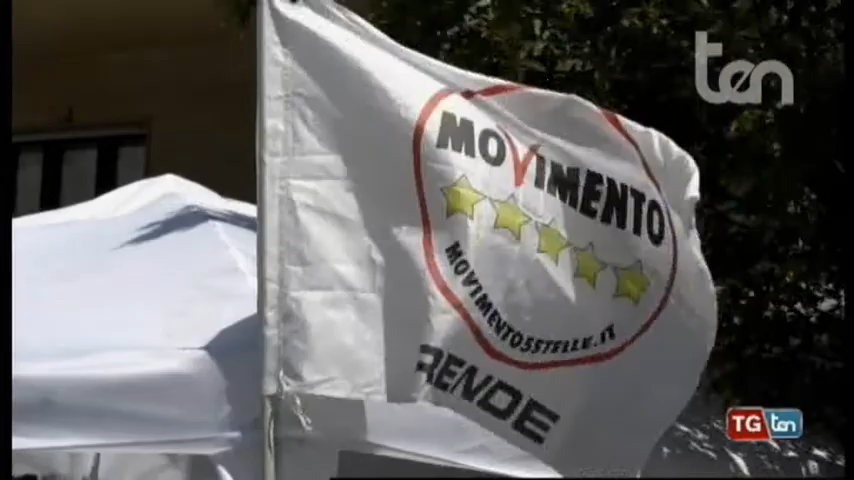 ten
MOVIMENTO
MOVIMENTO5STELLE.IT
RENDE
TG ten